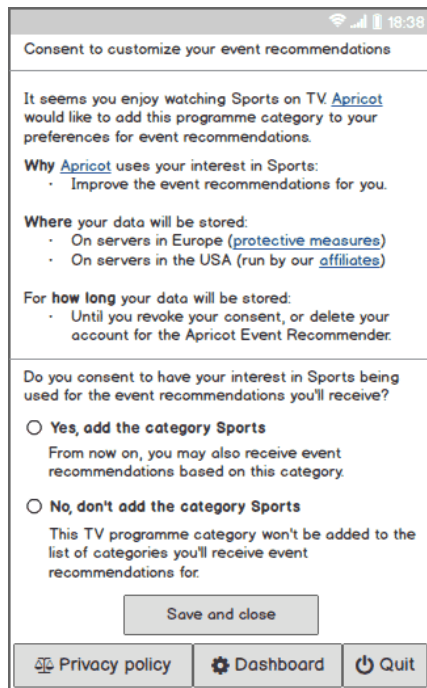 18:38
Consent to customize your event recommendations
It seems you enjoy watching Sports on TV. Apricot
would like to add this programme category to your
preferences for event recommendations.
Why Apricot uses your interest in Sports:
· Improve the event recommendations for you.
Where your data will be stored:
· On servers in Europe (protective measures)
· On servers in the USA (run by our affiliates)
For how long your data will be stored:
· Until you revoke your consent, or delete your
account for the Apricot Event Recommender.
Do you consent to have your interest in Sports being
used for the event recommendations you'll receive?
Yes, add the category Sports
From now on, you may also receive event
recommendations based on this category.
No, don't add the category Sports
This TV programme category won't be added to the
list of categories you'll receive event
recommendations for.
Save and close
Privacy policy Dashboard Quit